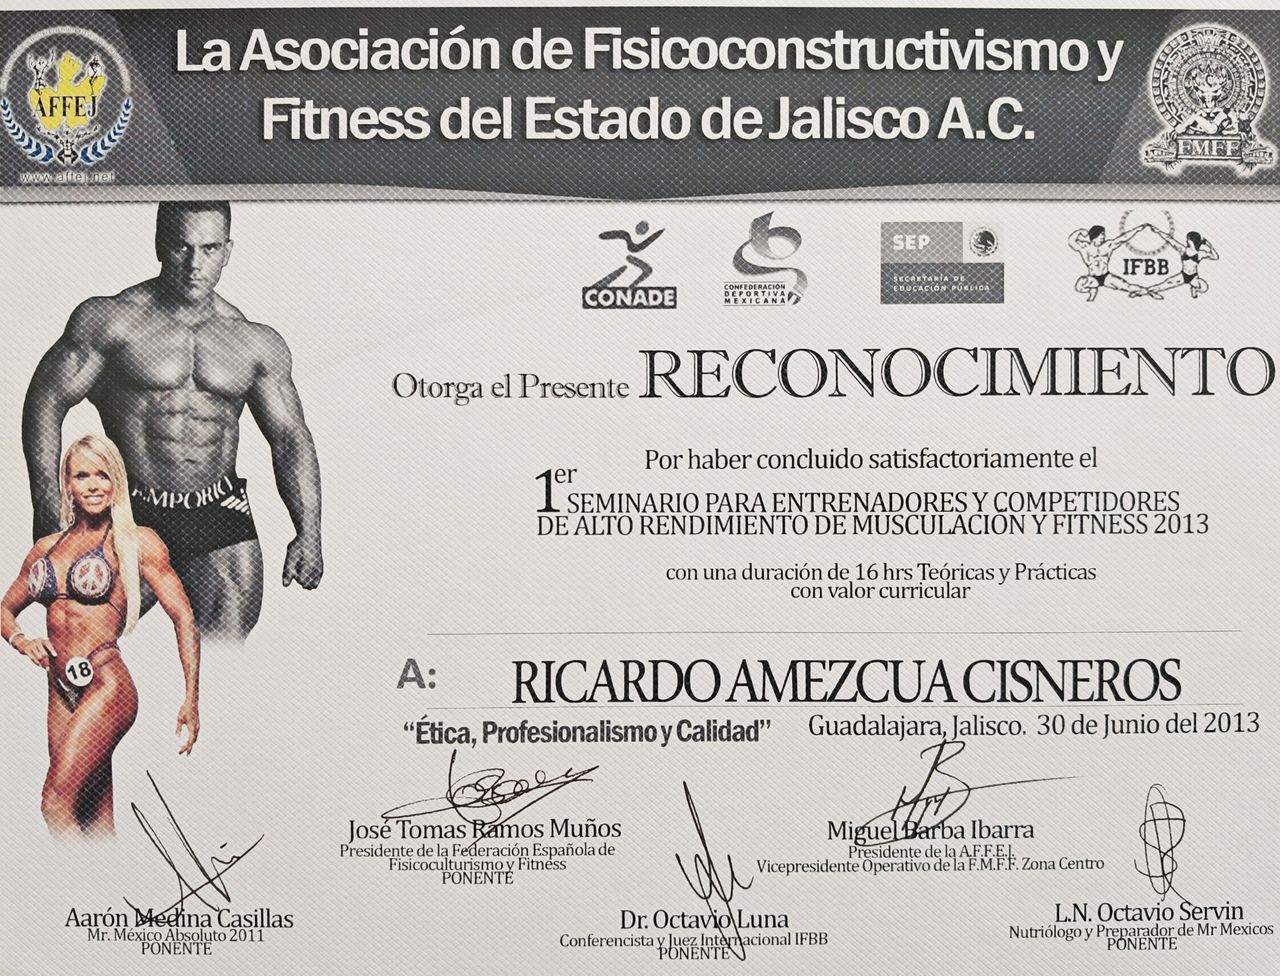 La Asociación de Fisicoconstructivismo y
Fitness del Estado de Jalisco A.C.
AFFEJ
www.affej.net
FMFF
CONADE
CONFEDERACIÓN
DEPORTIVA
MEXICANA
SEP
SECRETARÍA DE
EDUCACIÓN PÚBLICA
IFBB
Otorga el Presente RECONOCIMIENTO
Por haber concluido satisfactoriamente el
1er SEMINARIO PARA ENTRENADORES Y COMPETIDORES
DE ALTO RENDIMIENTO DE MUSCULACIÓN Y FITNESS 2013
con una duración de 16 hrs Teóricas y Prácticas
con valor curricular
EMPORIO
18
A: RICARDO AMEZCUA CISNEROS
“Ética, Profesionalismo y Calidad”
Guadalajara, Jalisco. 30 de Junio del 2013
José Tomas Ramos Muños
Presidente de la Federación Española de
Fisicoculturismo y Fitness
PONENTE
Miguel Barba Ibarra
Presidente de la A.F.F.E.J.
Vicepresidente Operativo de la F.M.F.F. Zona Centro
Aarón Medina Casillas
Mr. México Absoluto 2011
PONENTE
Dr. Octavio Luna
Conferencista y Juez Internacional IFBB
PONENTE
L.N. Octavio Servin
Nutriólogo y Preparador de Mr Mexicos
PONENTE